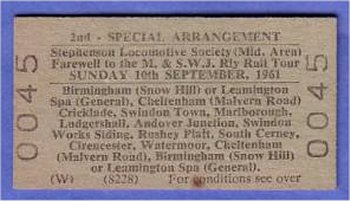 2nd - SPECIAL ARRANGEMENT
Stephenson Locomotive Society (Mid. Area)
Farewell to the M. & S.W.J. Rly Rail Tour
SUNDAY 10th SEPTEMBER, 1961
Birmingham (Snow Hill) or Leamington
Spa (General), Cheltenham (Malvern Road)
Cricklade, Swindon Town, Marlborough,
Ludgershall, Andover Junction, Swindon
Works Siding, Rushey Platt, South Cerney,
Cirencester, Watermoor, Cheltenham
(Malvern Road), Birmingham (Snow Hill)
or Leamington Spa (General).
(W) (8228) For conditions see over
0045
0045